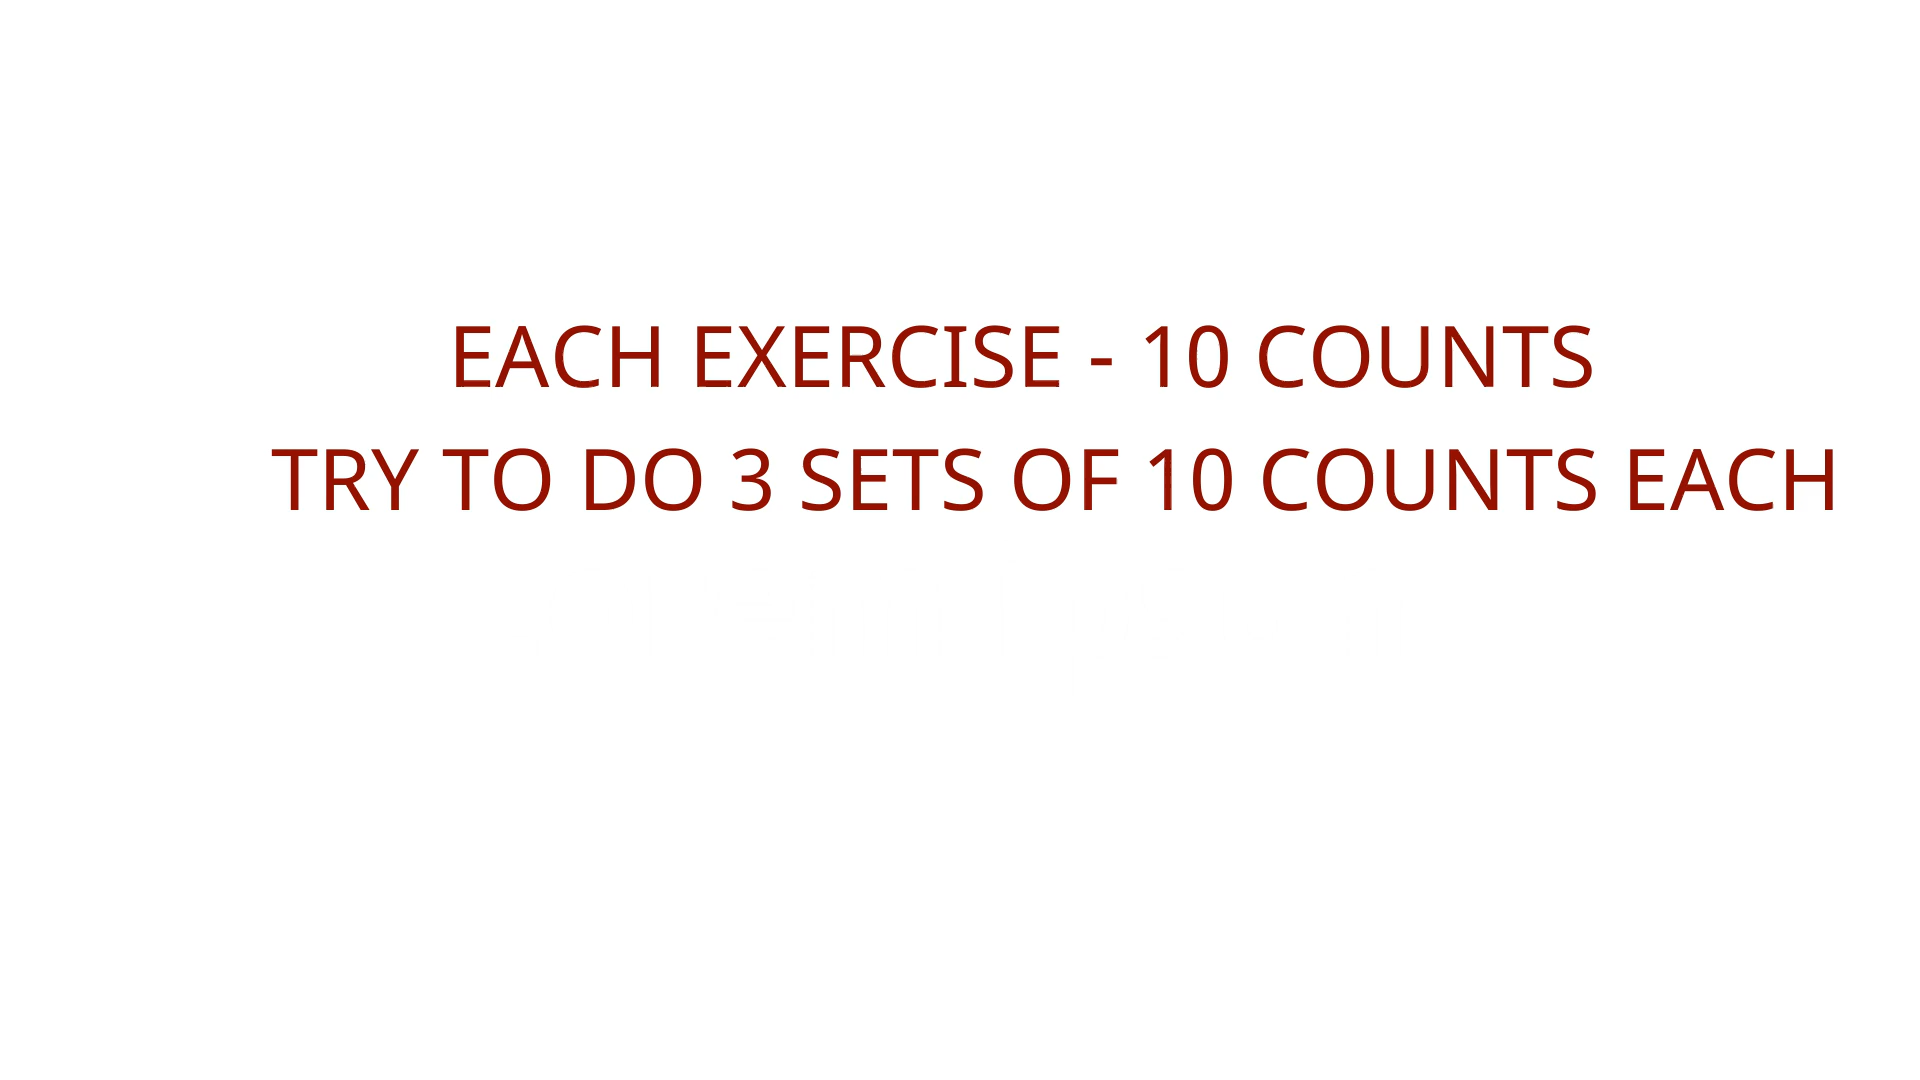 EACH EXERCISE - 10 COUNTS
TRY TO DO 3 SETS OF 10 COUNTS EACH